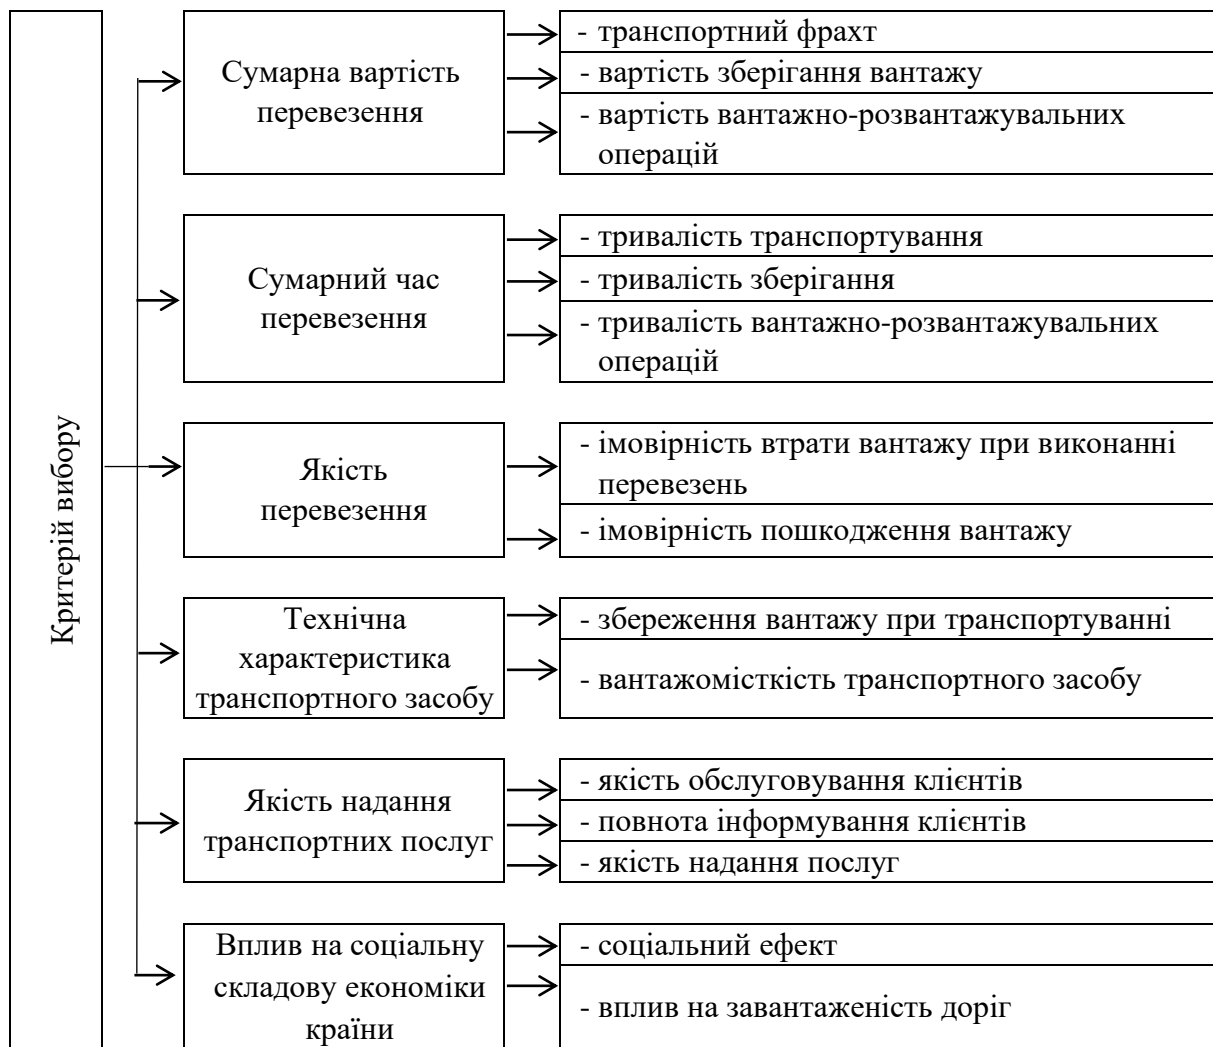 Критерій вибору
Сумарна вартість
перевезення
- транспортний фрахт
- вартість зберігання вантажу
- вартість вантажно-розвантажувальних
операцій
Сумарний час
перевезення
- тривалість транспортування
- тривалість зберігання
- тривалість вантажно-розвантажувальних
операцій
Якість
перевезення
- імовірність втрати вантажу при виконанні
перевезень
- імовірність пошкодження вантажу
Технічна
характеристика
транспортного засобу
- збереження вантажу при транспортуванні
- вантажомісткість транспортного засобу
Якість надання
транспортних послуг
- якість обслуговування клієнтів
- повнота інформування клієнтів
- якість надання послуг
Вплив на соціальну
складову економіки
країни
- соціальний ефект
- вплив на завантаженість доріг